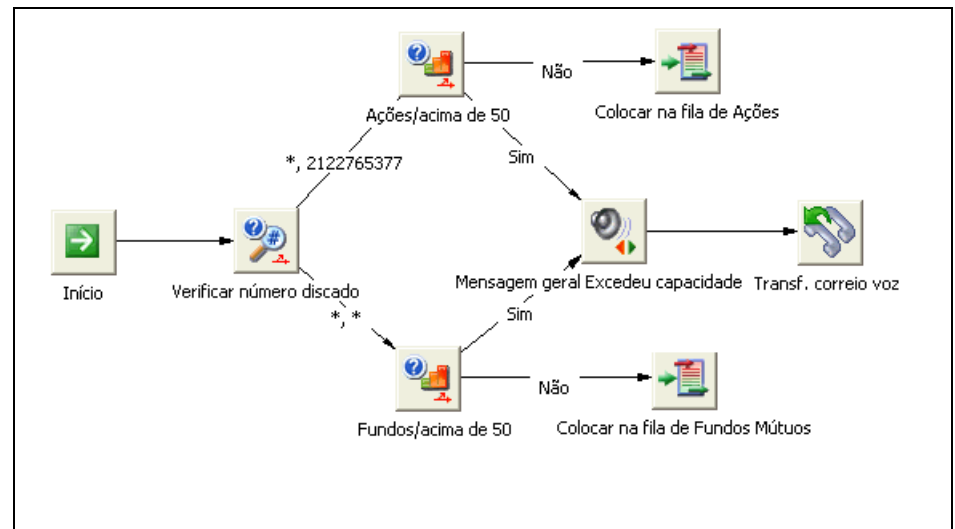 Não
Ações/acima de 50
Colocar na fila de Ações
*, 2122765377
Sim
Início
Verificar número discado
Mensagem geral Excedeu capacidade
Transf. correio voz
*, *
Sim
Não
Fundos/acima de 50
Colocar na fila de Fundos Mútuos